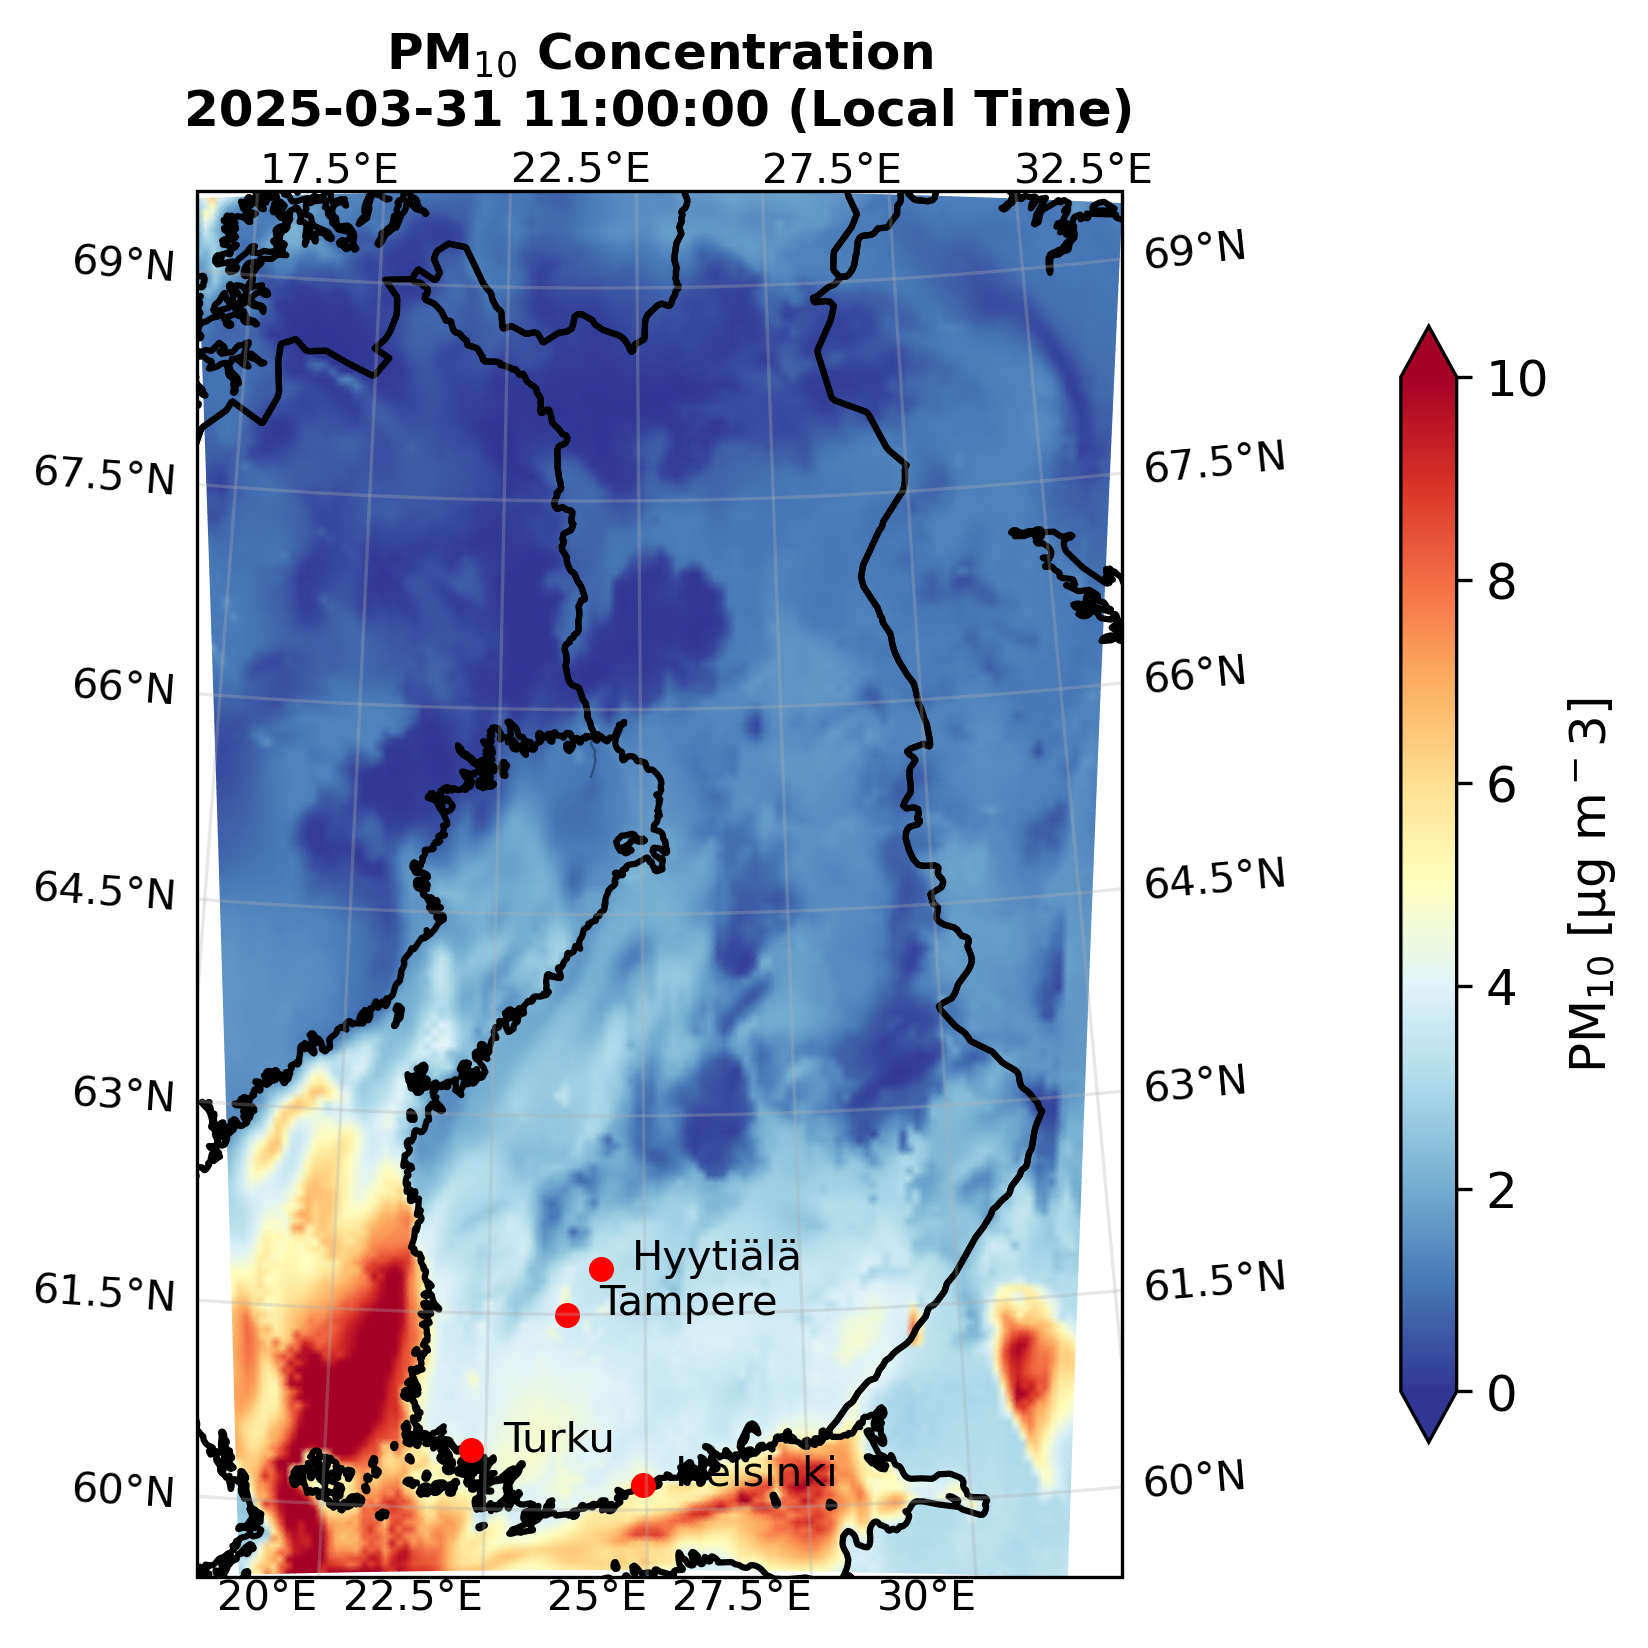 PM₁₀ Concentration
2025-03-31 11:00:00 (Local Time)
17.5°E 22.5°E 27.5°E 32.5°E
69°N 69°N
67.5°N 67.5°N
66°N 66°N
64.5°N 64.5°N
63°N 63°N
61.5°N 61.5°N
60°N 60°N
Hyytiälä
Tampere
Turku
Helsinki
20°E 22.5°E 25°E 27.5°E 30°E
10
8
6
4
2
0
PM₁₀ [µg m⁻ 3]